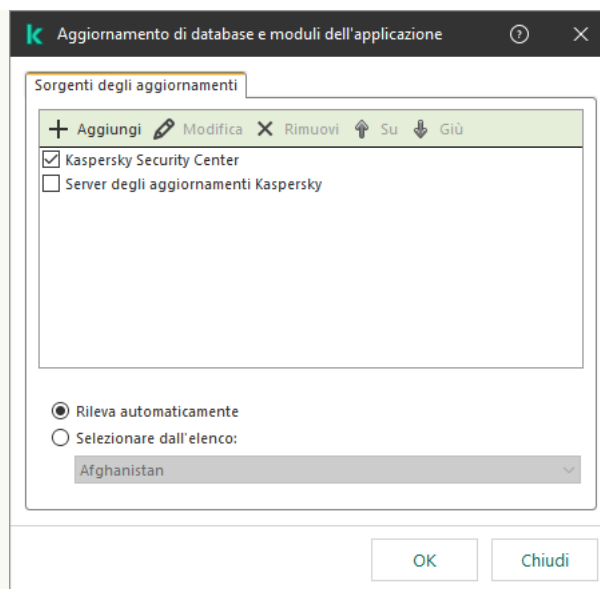 Aggiornamento di database e moduli dell'applicazione
Sorgenti degli aggiornamenti
Aggiungi Modifica Rimuovi Su Giù
Kaspersky Security Center
Server degli aggiornamenti Kaspersky
Rileva automaticamente
Selezionare dall'elenco:
Afghanistan
OK Chiudi